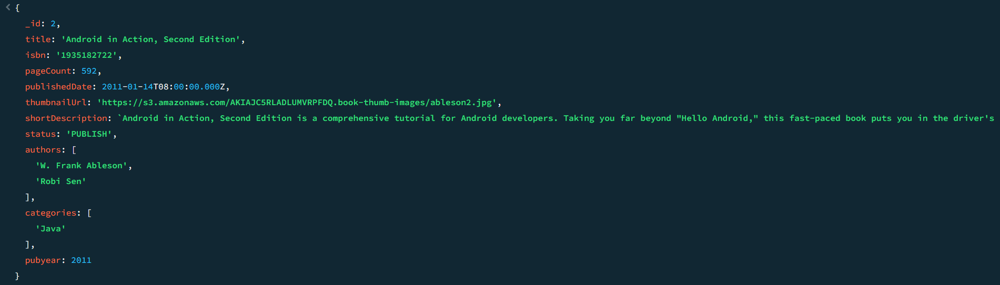 {
_id: 2,
title: 'Android in Action, Second Edition',
isbn: '1935182722',
pageCount: 592,
publishedDate: 2011-01-14T08:00:00.000Z,
thumbnailUrl: 'https://s3.amazonaws.com/AKIAJC5RLADLUMVRPFDQ.book-thumb-images/ableson2.jpg',
shortDescription: `Android in Action, Second Edition is a comprehensive tutorial for Android developers. Taking you far beyond "Hello Android," this fast-paced book puts you in the driver's
status: 'PUBLISH',
authors: [
'W. Frank Ableson',
'Robi Sen'
],
categories: [
'Java'
],
pubyear: 2011
}